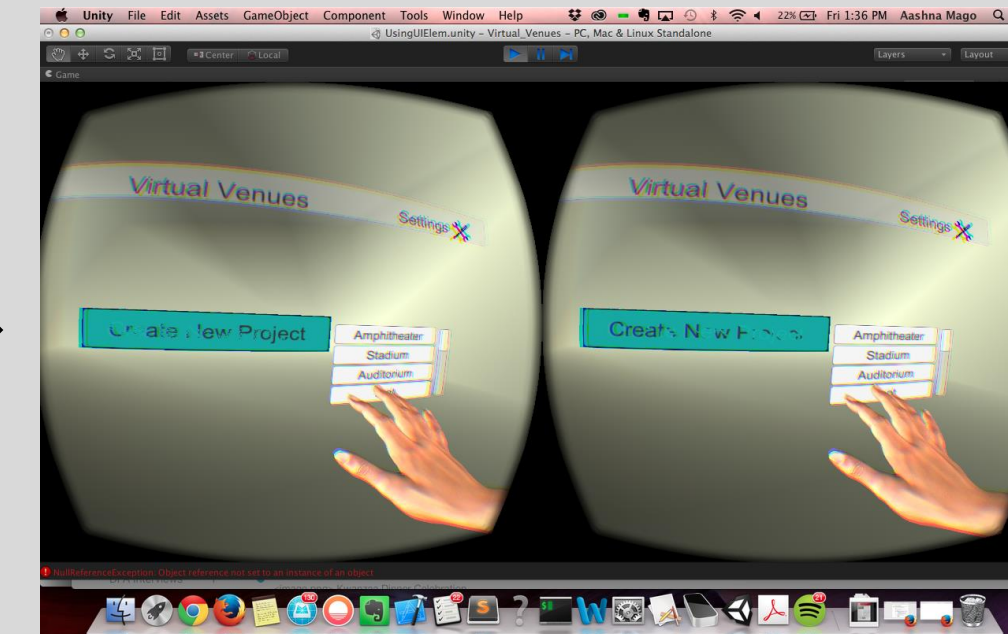 Unity File Edit Assets GameObject Component Tools Window Help 22% Fri 1:36 PM Aashna Mago
UsingUIElem.unity - Virtual_Venues - PC, Mac & Linux Standalone
Center Local Layers Layout
Game
Virtual Venues
Settings
Create New Project
Amphitheater
Stadium
Auditorium
Virtual Venues
Settings
Create New
Amphitheater
Stadium
Auditorium
NullReferenceException: Object reference not set to an instance of an object